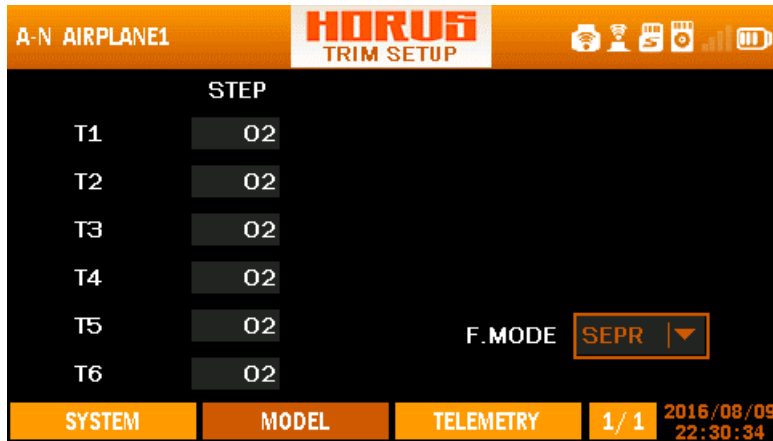 A-N AIRPLANE1
HORUS
TRIM SETUP
STEP
T1 02
T2 02
T3 02
T4 02
T5 02
F.MODE SEPR
T6 02
SYSTEM MODEL TELEMETRY 1/1 2016/08/09
22:30:34